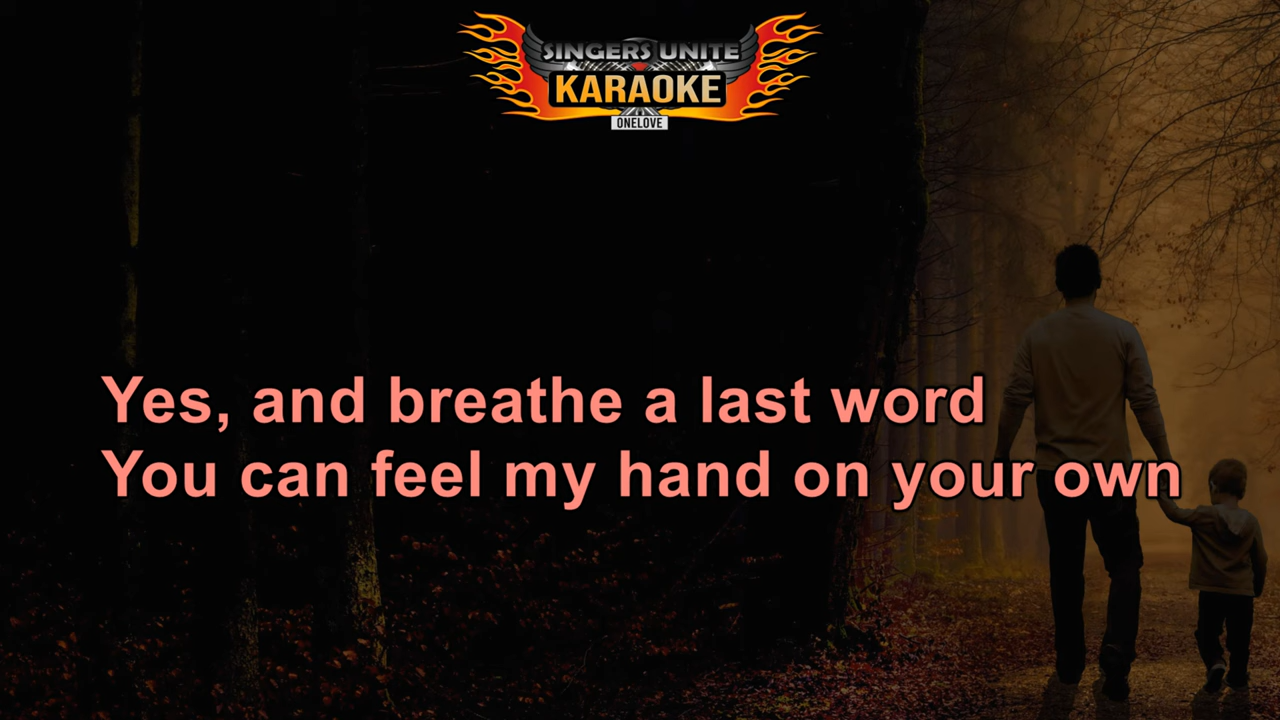 SINGERS UNITE
KARAOKE
ONELOVE
Yes, and breathe a last word
You can feel my hand on your own